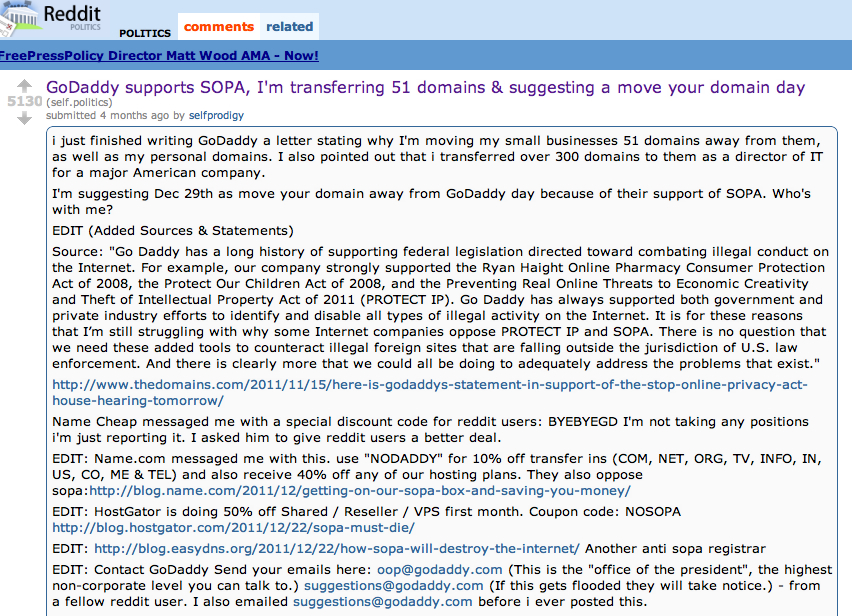 Reddit
POLITICS
POLITICS comments related
FreePressPolicy Director Matt Wood AMA - Now!
GoDaddy supports SOPA, I'm transferring 51 domains & suggesting a move your domain day
5130 (self.politics)
submitted 4 months ago by selfprodigy
i just finished writing GoDaddy a letter stating why I'm moving my small businesses 51 domains away from them,
as well as my personal domains. I also pointed out that i transferred over 300 domains to them as a director of IT
for a major American company.
I'm suggesting Dec 29th as move your domain away from GoDaddy day because of their support of SOPA. Who's
with me?
EDIT (Added Sources & Statements)
Source: "Go Daddy has a long history of supporting federal legislation directed toward combating illegal conduct on
the Internet. For example, our company strongly supported the Ryan Haight Online Pharmacy Consumer Protection
Act of 2008, the Protect Our Children Act of 2008, and the Preventing Real Online Threats to Economic Creativity
and Theft of Intellectual Property Act of 2011 (PROTECT IP). Go Daddy has always supported both government and
private industry efforts to identify and disable all types of illegal activity on the Internet. It is for these reasons
that I'm still struggling with why some Internet companies oppose PROTECT IP and SOPA. There is no question that
we need these added tools to counteract illegal foreign sites that are falling outside the jurisdiction of U.S. law
enforcement. And there is clearly more that we could all be doing to adequately address the problems that exist."
http://www.thedomains.com/2011/11/15/here-is-godaddys-statement-in-support-of-the-stop-online-privacy-act-
house-hearing-tomorrow/
Name Cheap messaged me with a special discount code for reddit users: BYEBYEGD I'm not taking any positions
i'm just reporting it. I asked him to give reddit users a better deal.
EDIT: Name.com messaged me with this. use "NODADDY" for 10% off transfer ins (COM, NET, ORG, TV, INFO, IN,
US, CO, ME & TEL) and also receive 40% off any of our hosting plans. They also oppose
sopa:http://blog.name.com/2011/12/getting-on-our-sopa-box-and-saving-you-money/
EDIT: HostGator is doing 50% off Shared / Reseller / VPS first month. Coupon code: NOSOPA
http://blog.hostgator.com/2011/12/22/sopa-must-die/
EDIT: http://blog.easydns.org/2011/12/22/how-sopa-will-destroy-the-internet/ Another anti sopa registrar
EDIT: Contact GoDaddy Send your emails here: oop@godaddy.com (This is the "office of the president", the highest
non-corporate level you can talk to.) suggestions@godaddy.com (If this gets flooded they will take notice.) - from
a fellow reddit user. I also emailed suggestions@godaddy.com before i ever posted this.